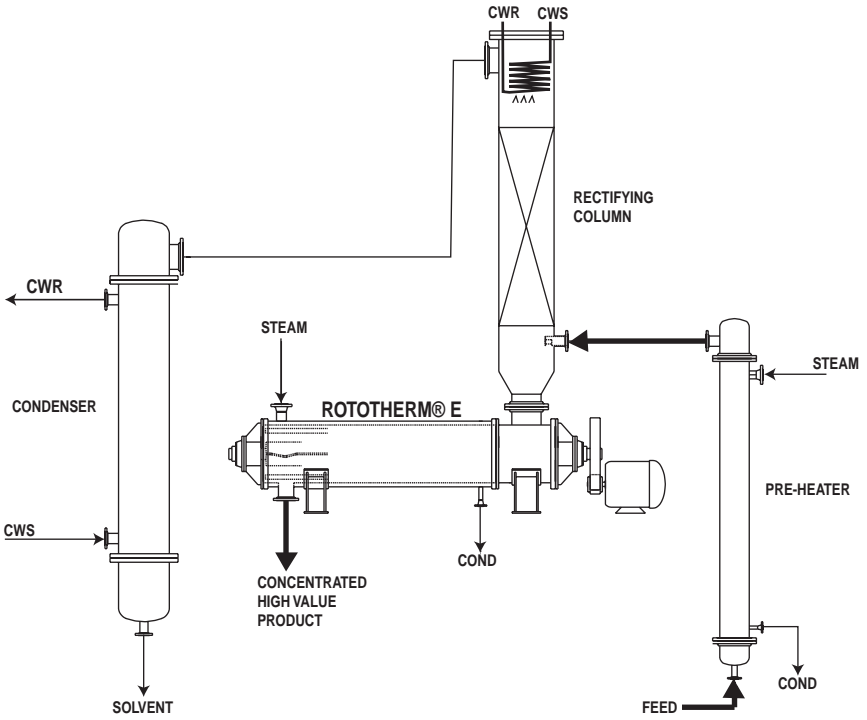 CWR CWS
RECTIFYING
COLUMN
CWR
STEAM
STEAM
CONDENSER
ROTOTHERM® E
PRE-HEATER
CWS
COND
CONCENTRATED
HIGH VALUE
PRODUCT
COND
SOLVENT
FEED